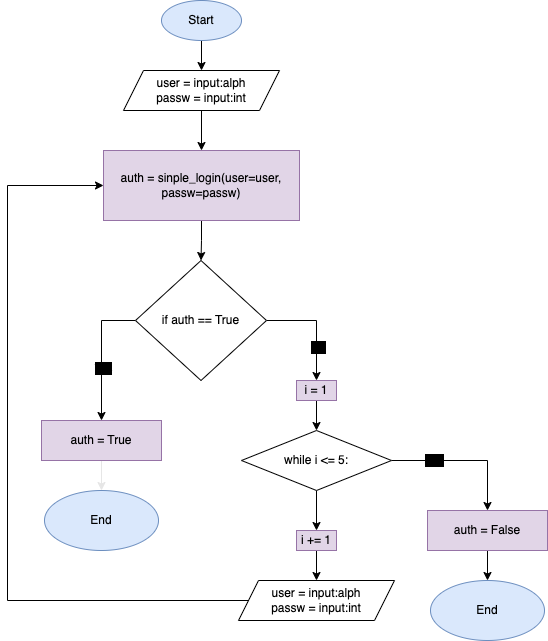 Start
user = input:alph
passw = input:int
auth = sinple_login(user=user,
passw=passw)
if auth == True
i = 1
auth = True
while i <= 5:
End
auth = False
i += 1
user = input:alph
passw = input:int
End